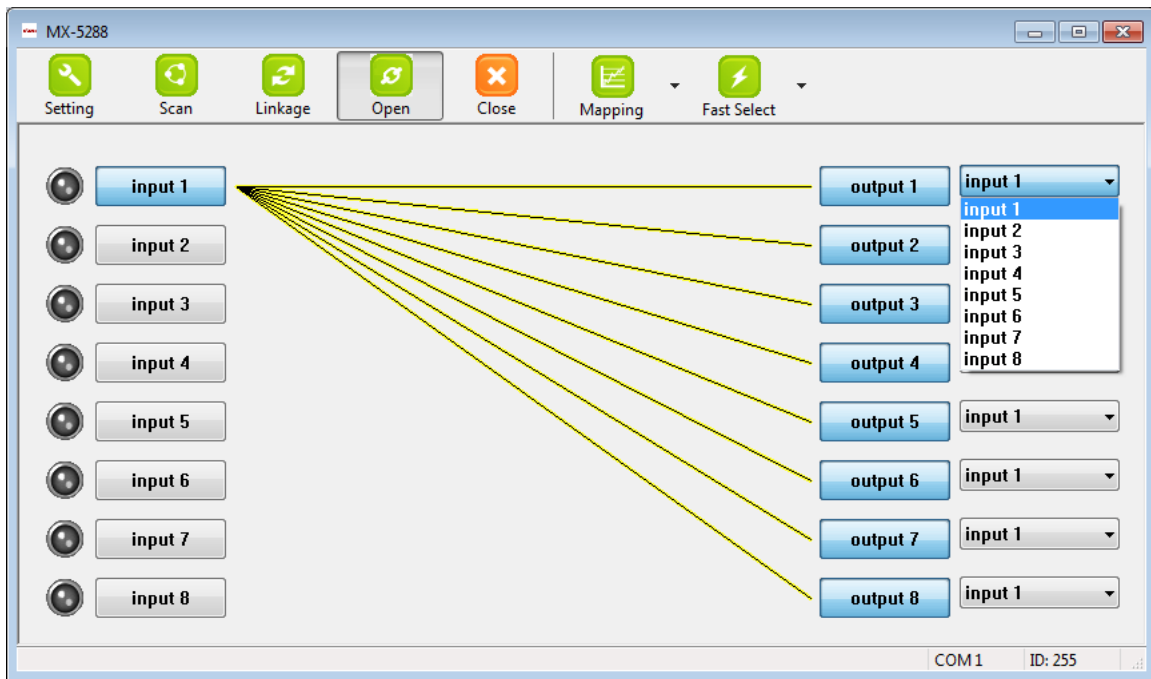 MX-5288
Setting Scan Linkage Open Close Mapping Fast Select
input 1 output 1 input 1
input 1
input 2 output 2 input 2
input 3
input 3 output 3 input 4
input 5
input 6
input 4 output 4 input 7
input 8
input 5 output 5 input 1
input 6 output 6 input 1
input 7 output 7 input 1
input 8 output 8 input 1
COM 1 ID: 255